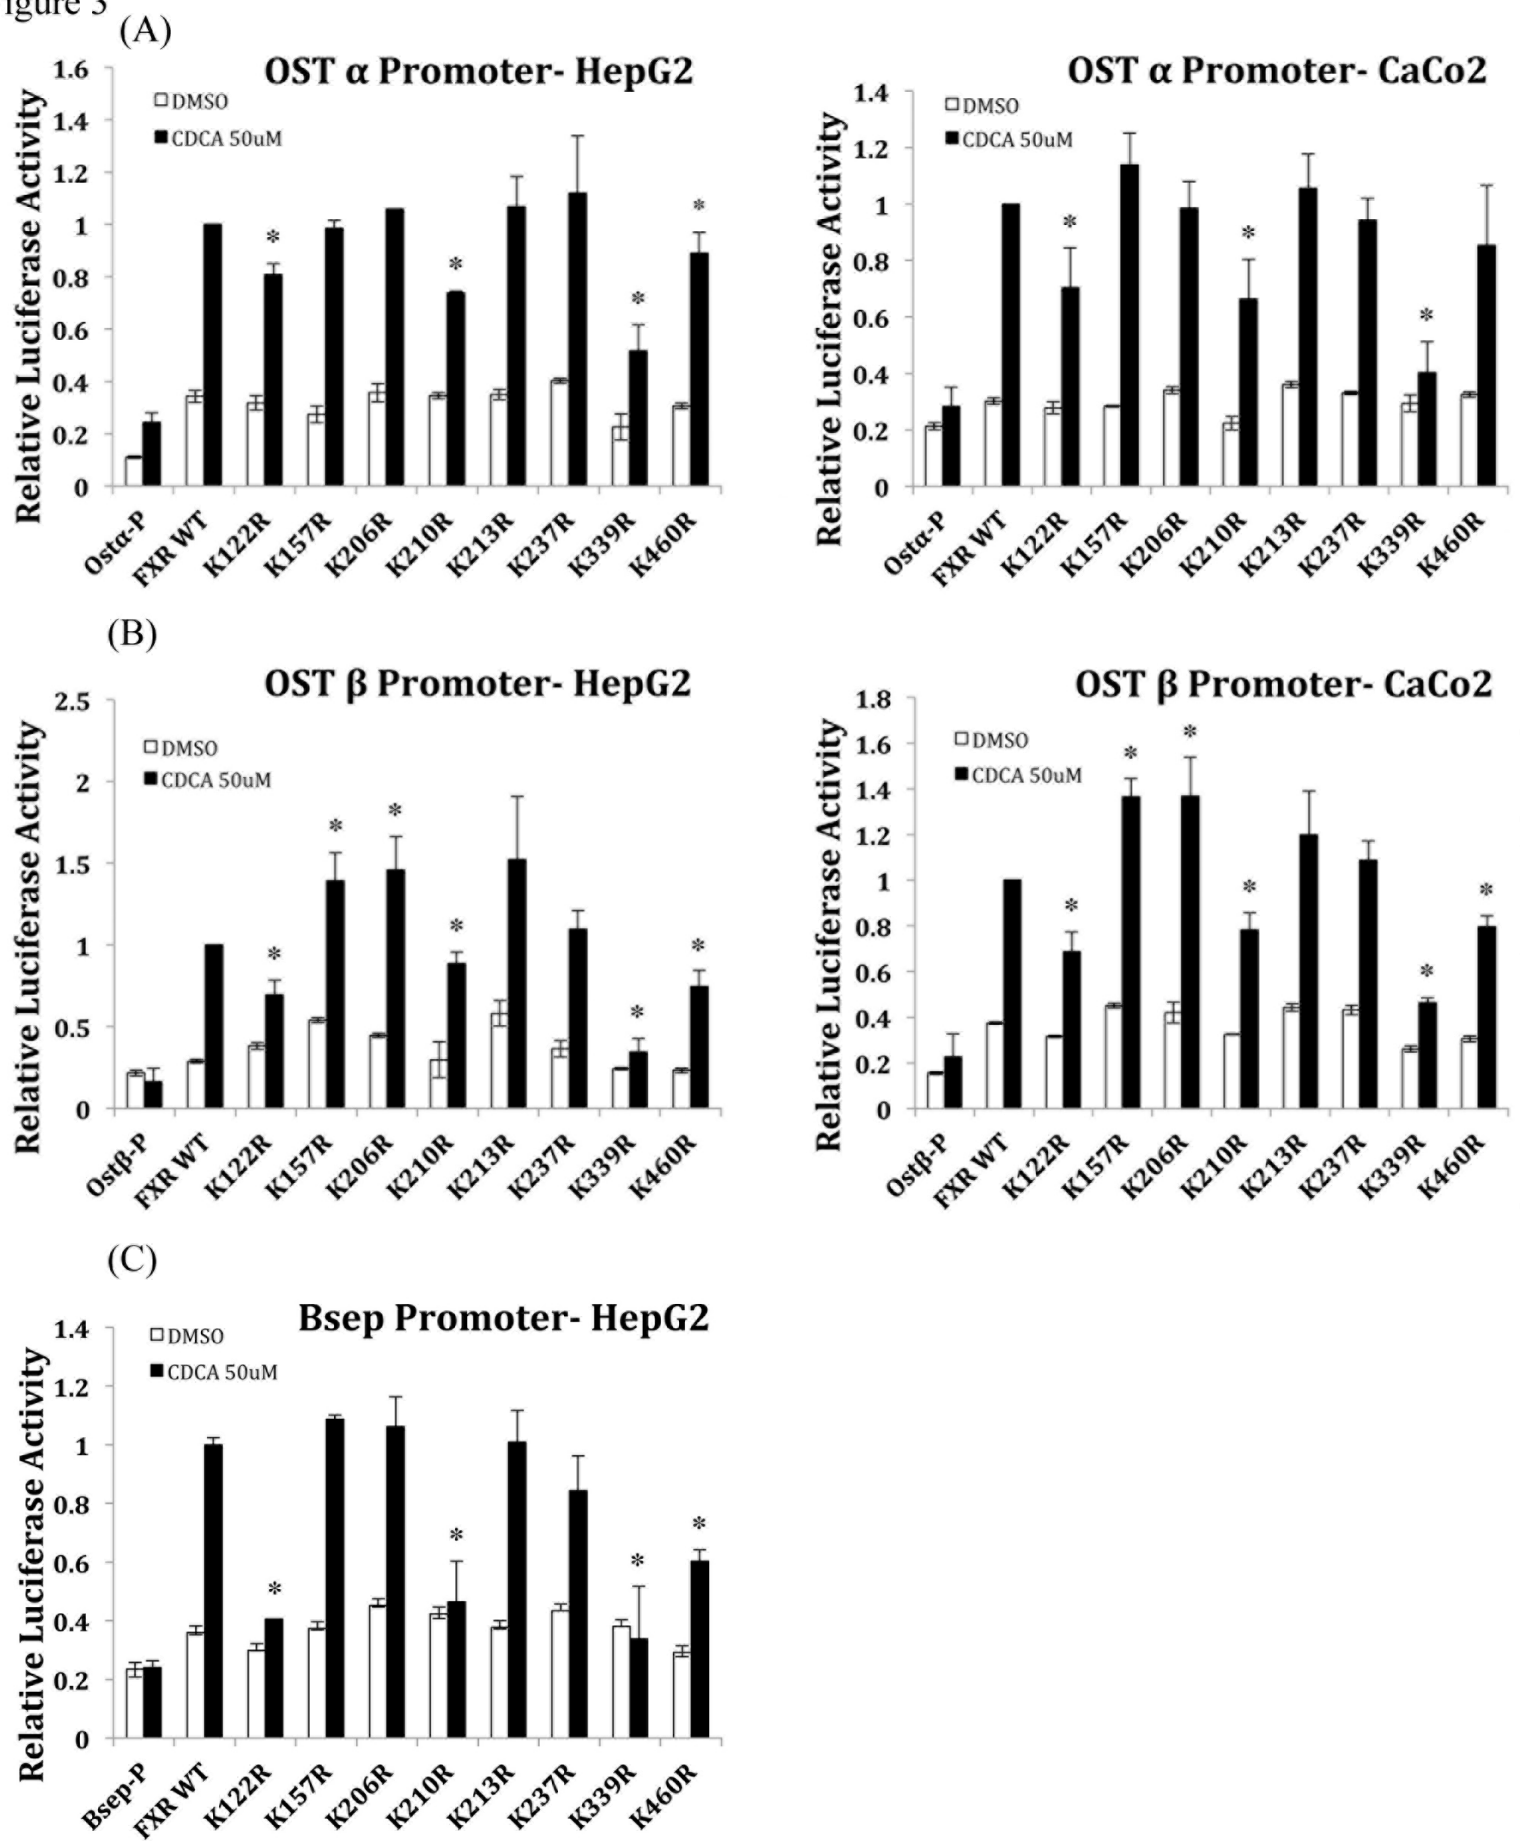 igure 3
(A)
OST α Promoter- HepG2
Relative Luciferase Activity
DMSO
CDCA 50uM
1.6
1.4
1.2
1
0.8
0.6
0.4
0.2
0
* * * *
Ostα-P FXR WT K122R K157R K206R K210R K213R K237R K339R K460R
OST α Promoter- CaCo2
Relative Luciferase Activity
DMSO
CDCA 50uM
1.4
1.2
1
0.8
0.6
0.4
0.2
0
* * *
Ostα-P FXR WT K122R K157R K206R K210R K213R K237R K339R K460R
(B)
OST β Promoter- HepG2
Relative Luciferase Activity
DMSO
CDCA 50uM
2.5
2
1.5
1
0.5
0
* * * * * *
Ostβ-P FXR WT K122R K157R K206R K210R K213R K237R K339R K460R
OST β Promoter- CaCo2
Relative Luciferase Activity
DMSO
CDCA 50uM
1.8
1.6
1.4
1.2
1
0.8
0.6
0.4
0.2
0
* * * * * *
Ostβ-P FXR WT K122R K157R K206R K210R K213R K237R K339R K460R
(C)
Bsep Promoter- HepG2
Relative Luciferase Activity
DMSO
CDCA 50uM
1.4
1.2
1
0.8
0.6
0.4
0.2
0
* * * *
Bsep-P FXR WT K122R K157R K206R K210R K213R K237R K339R K460R